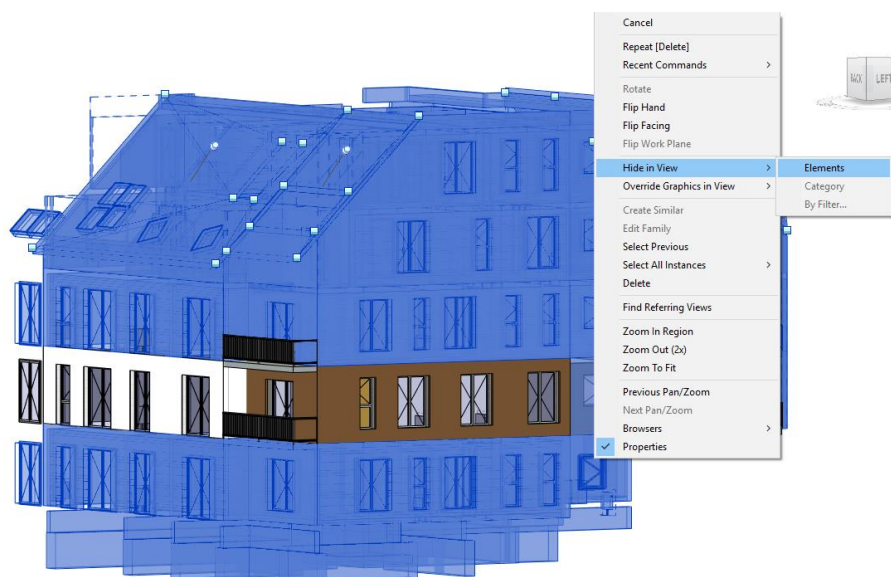 Cancel
Repeat [Delete]
Recent Commands
Rotate
Flip Hand
Flip Facing
Flip Work Plane
Hide in View
Elements
Override Graphics in View
Category
By Filter...
Create Similar
Edit Family
Select Previous
Select All Instances
Delete
Find Referring Views
Zoom In Region
Zoom Out (2x)
Zoom To Fit
Previous Pan/Zoom
Next Pan/Zoom
Browsers
Properties
BACK
LEFT